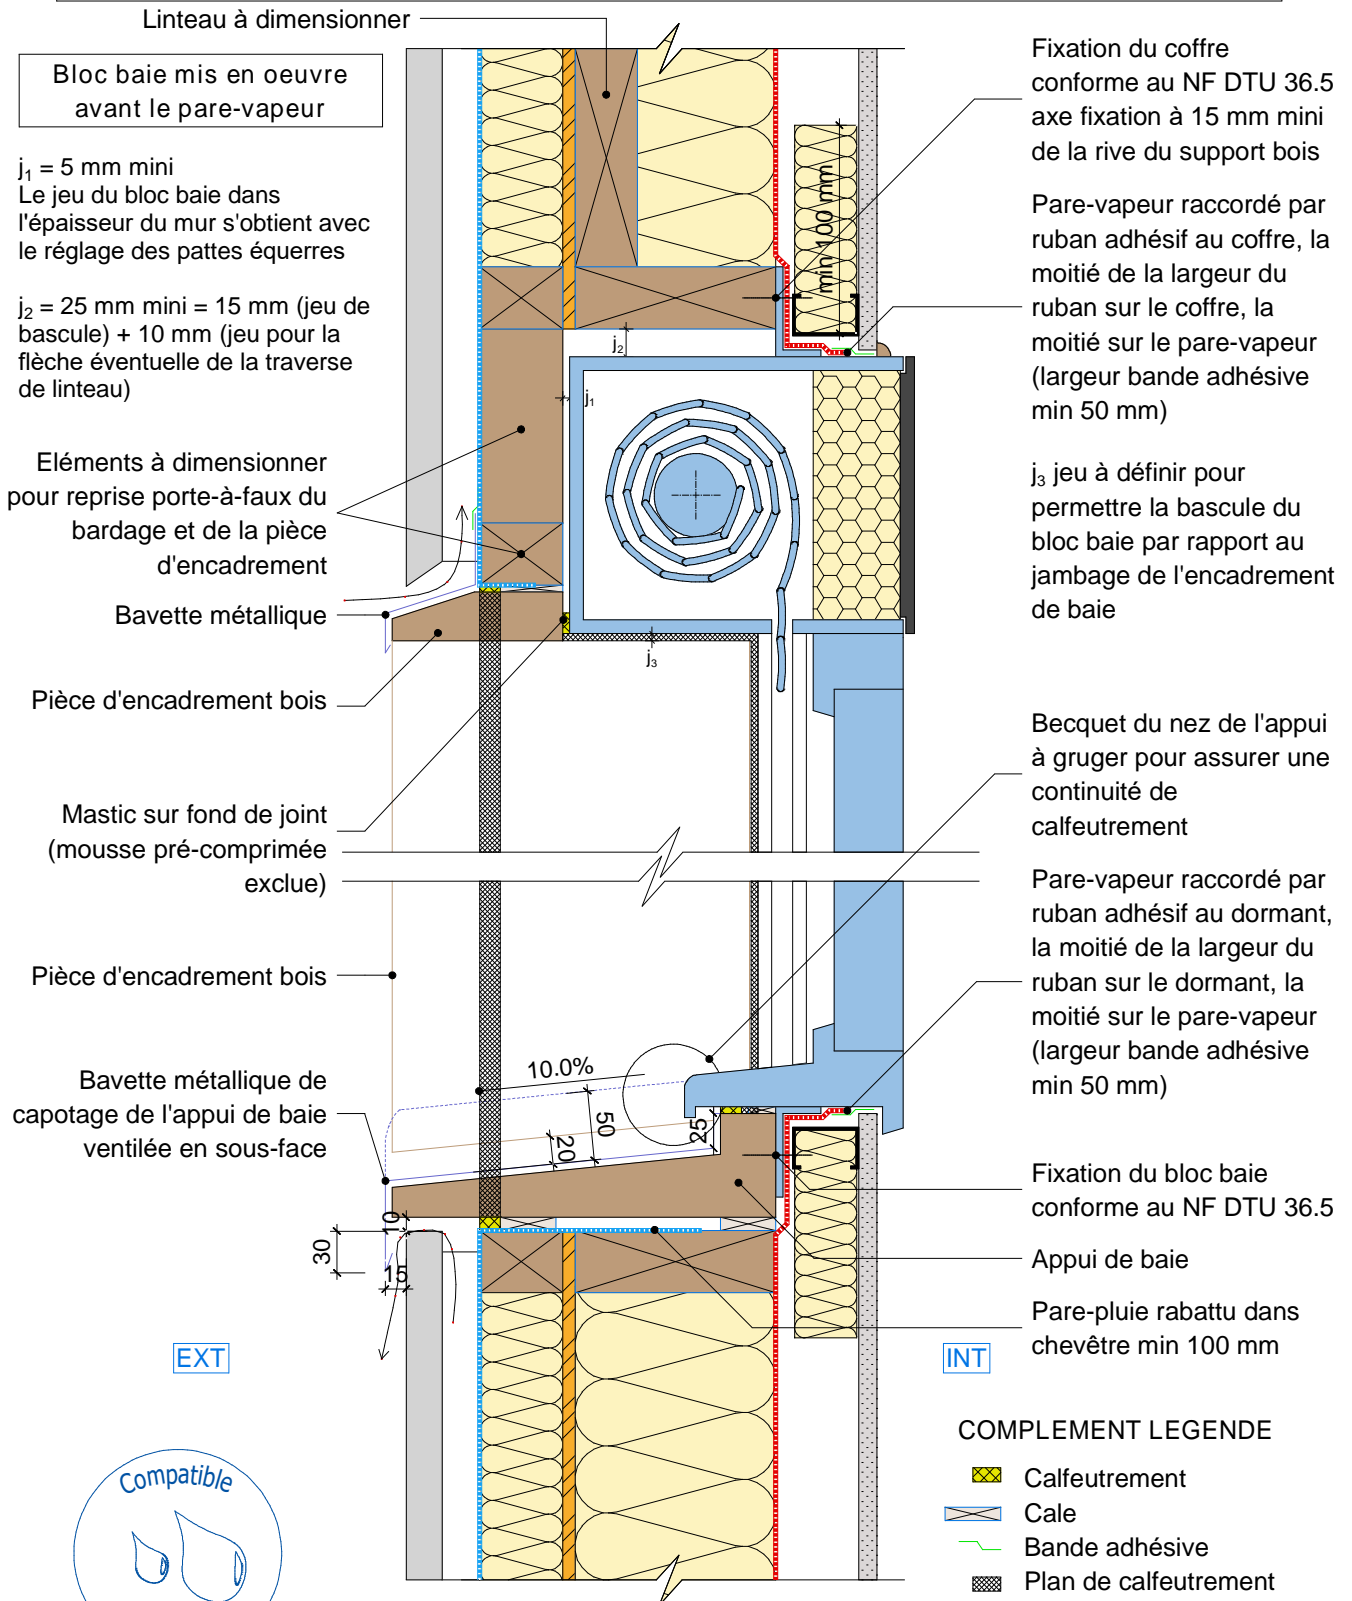 Linteau à dimensionner
Bloc baie mis en oeuvre
avant le pare-vapeur
j1 = 5 mm mini
Le jeu du bloc baie dans
l'épaisseur du mur s'obtient avec
le réglage des pattes équerres
j2 = 25 mm mini = 15 mm (jeu de
bascule) + 10 mm (jeu pour la
flèche éventuelle de la traverse
de linteau)
Eléments à dimensionner
pour reprise porte-à-faux du
bardage et de la pièce
d'encadrement
Bavette métallique
Pièce d'encadrement bois
Mastic sur fond de joint
(mousse pré-comprimée
exclue)
Pièce d'encadrement bois
Bavette métallique de
capotage de l'appui de baie
ventilée en sous-face
min 100 mm
j2
j1
j3
10.0%
50
20
25
10
30
15
Fixation du coffre
conforme au NF DTU 36.5
axe fixation à 15 mm mini
de la rive du support bois
Pare-vapeur raccordé par
ruban adhésif au coffre, la
moitié de la largeur du
ruban sur le coffre, la
moitié sur le pare-vapeur
(largeur bande adhésive
min 50 mm)
j3 jeu à définir pour
permettre la bascule du
bloc baie par rapport au
jambage de l'encadrement
de baie
Becquet du nez de l'appui
à gruger pour assurer une
continuité de
calfeutrement
Pare-vapeur raccordé par
ruban adhésif au dormant,
la moitié de la largeur du
ruban sur le dormant, la
moitié sur le pare-vapeur
(largeur bande adhésive
min 50 mm)
Fixation du bloc baie
conforme au NF DTU 36.5
Appui de baie
Pare-pluie rabattu dans
chevêtre min 100 mm
EXT
INT
COMPLEMENT LEGENDE
Calfeutrement
Cale
Bande adhésive
Plan de calfeutrement
Compatible